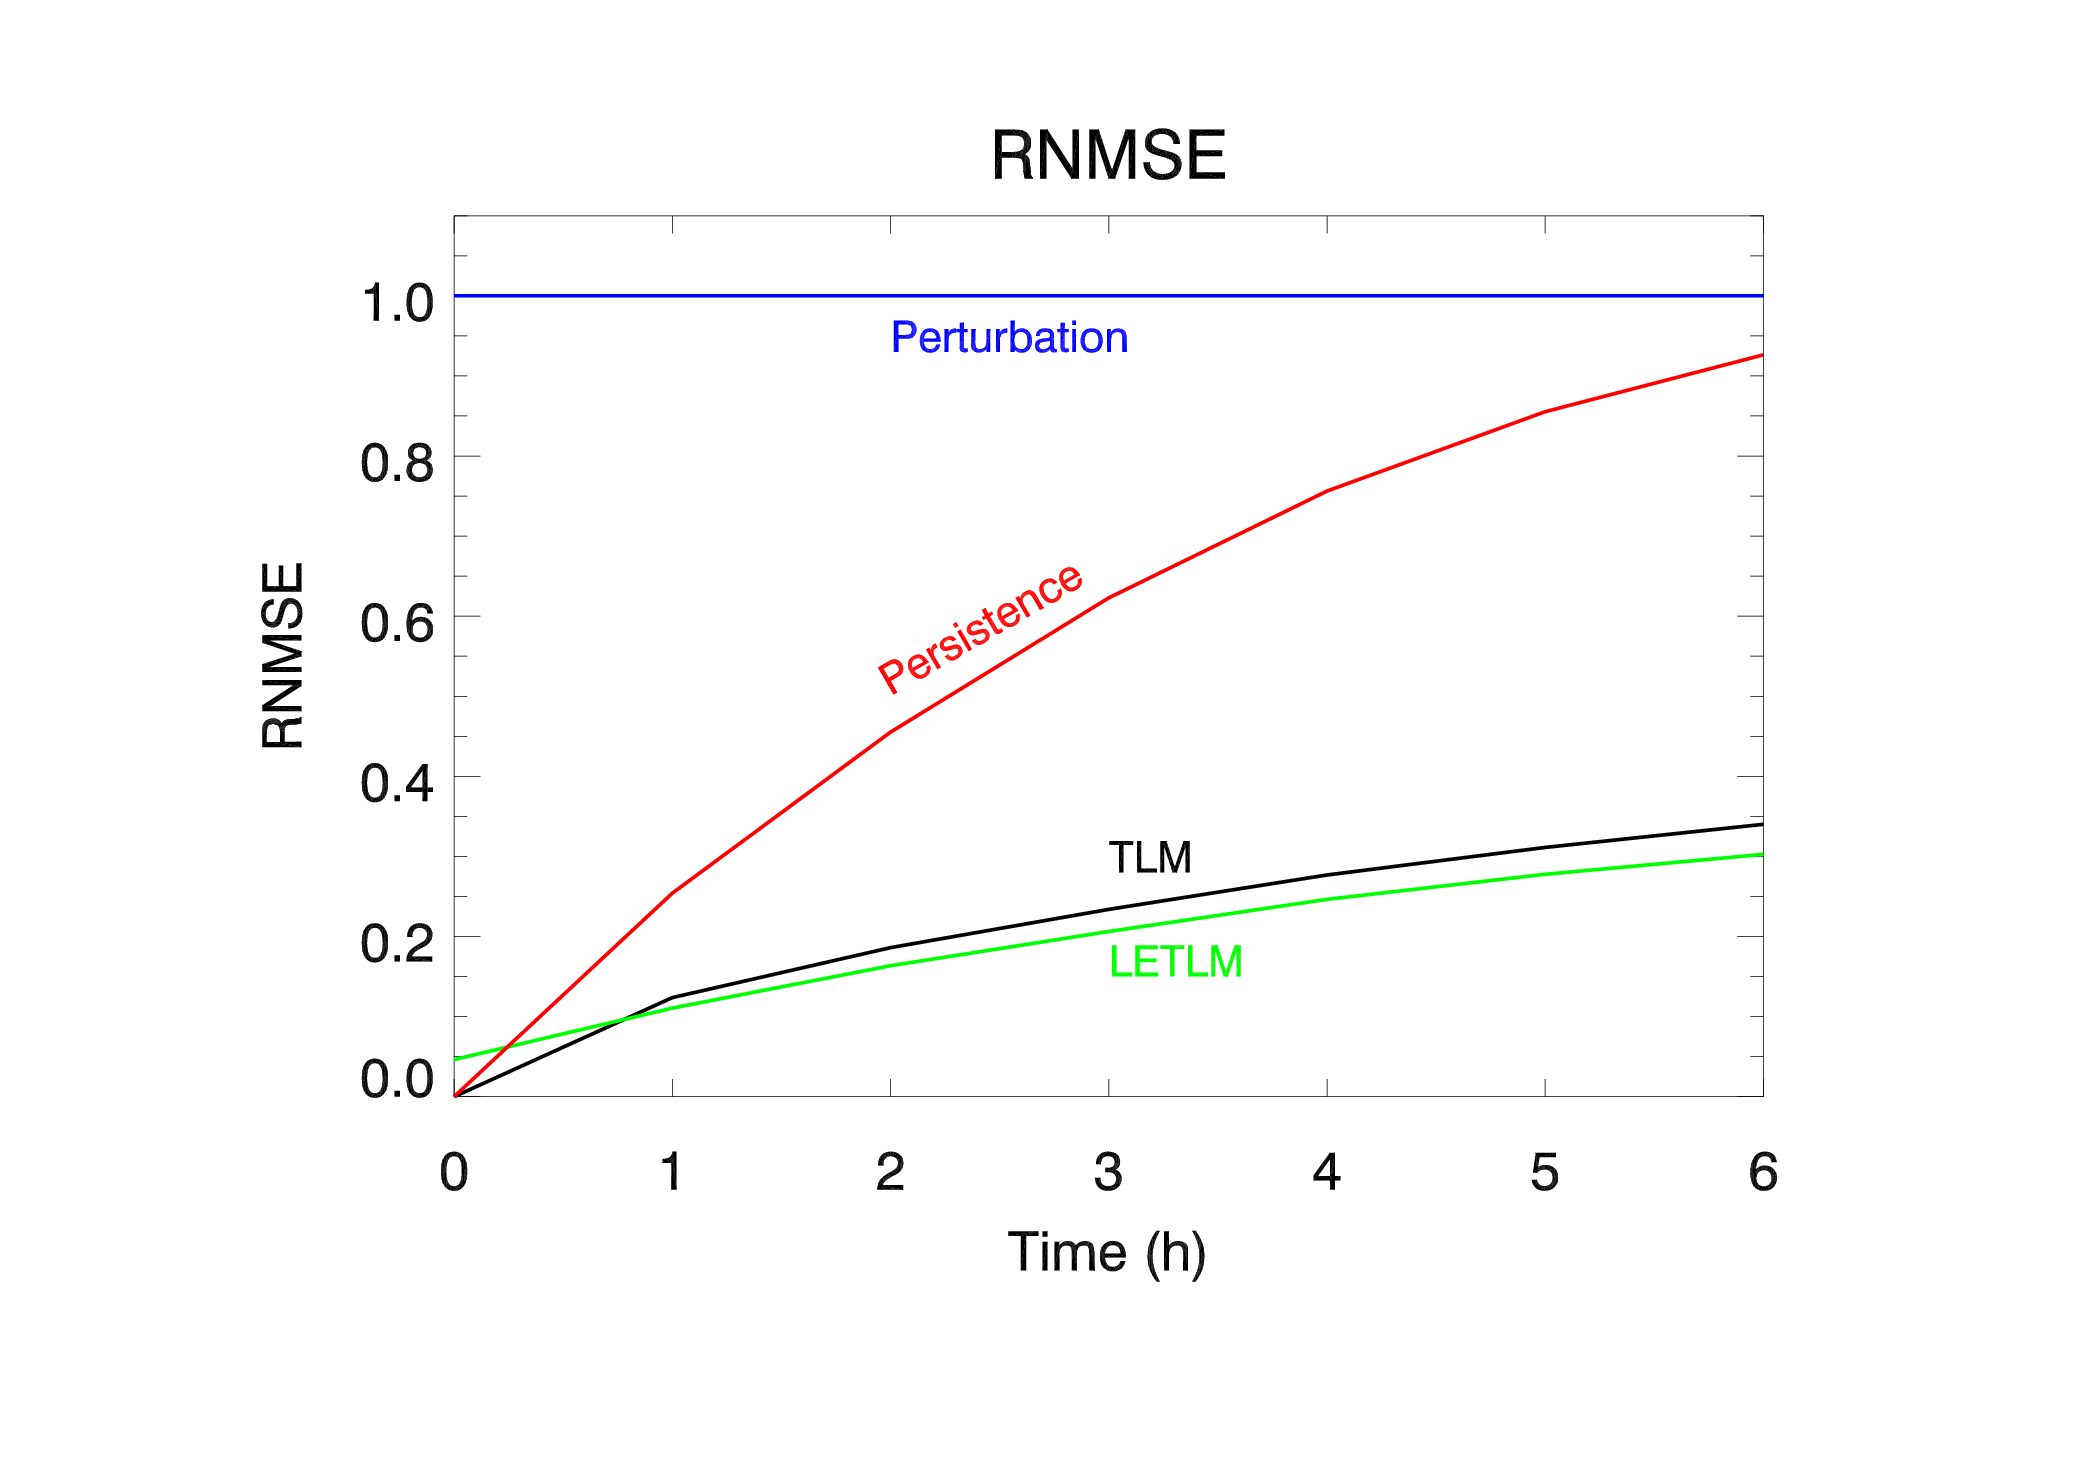 RNMSE
1.0
0.8
0.6
0.4
0.2
0.0
RNMSE
Perturbation
Persistence
TLM
LETLM
0 1 2 3 4 5 6
Time (h)